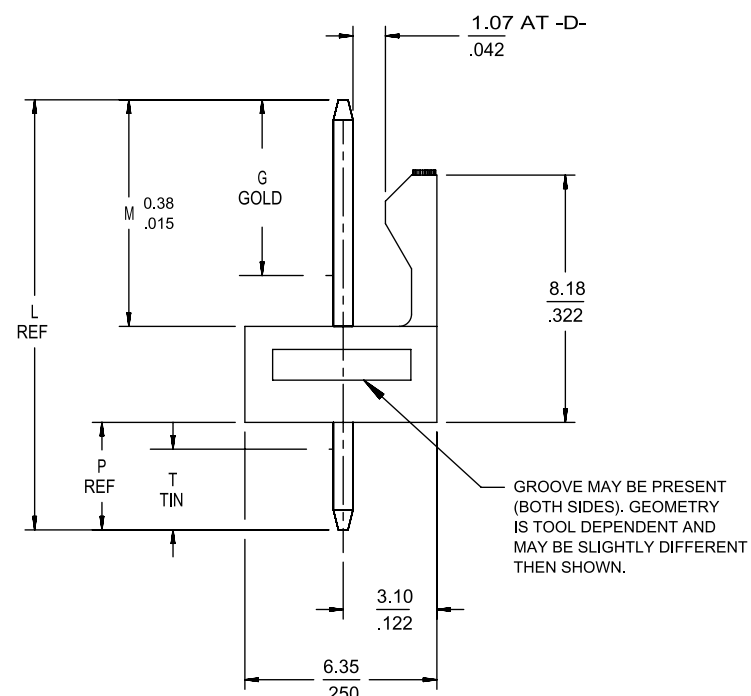 1.07 AT -D-
.042
G
GOLD
M 0.38
.015
L
REF
8.18
.322
P
REF
T
TIN
GROOVE MAY BE PRESENT
(BOTH SIDES). GEOMETRY
IS TOOL DEPENDENT AND
MAY BE SLIGHTLY DIFFERENT
THEN SHOWN.
3.10
.122
6.35
.250